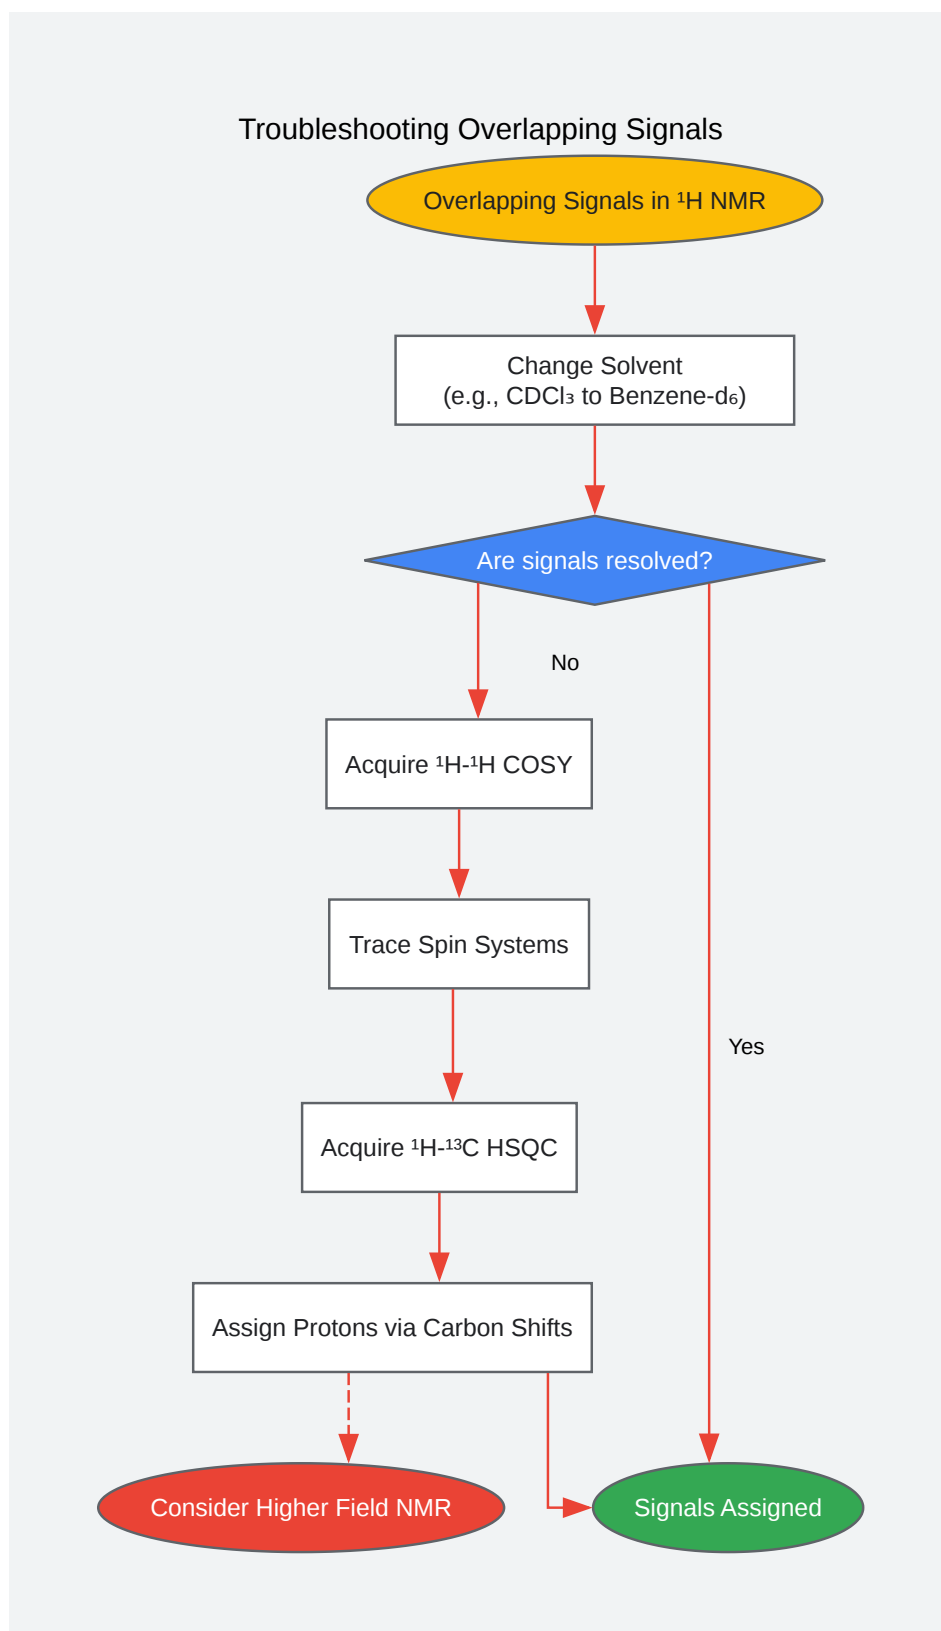 Troubleshooting Overlapping Signals
Overlapping Signals in ¹H NMR
Change Solvent
(e.g., CDCl₃ to Benzene-d₆)
Are signals resolved?
No
Acquire ¹H-¹H COSY
Trace Spin Systems
Yes
Acquire ¹H-¹³C HSQC
Assign Protons via Carbon Shifts
Consider Higher Field NMR
Signals Assigned